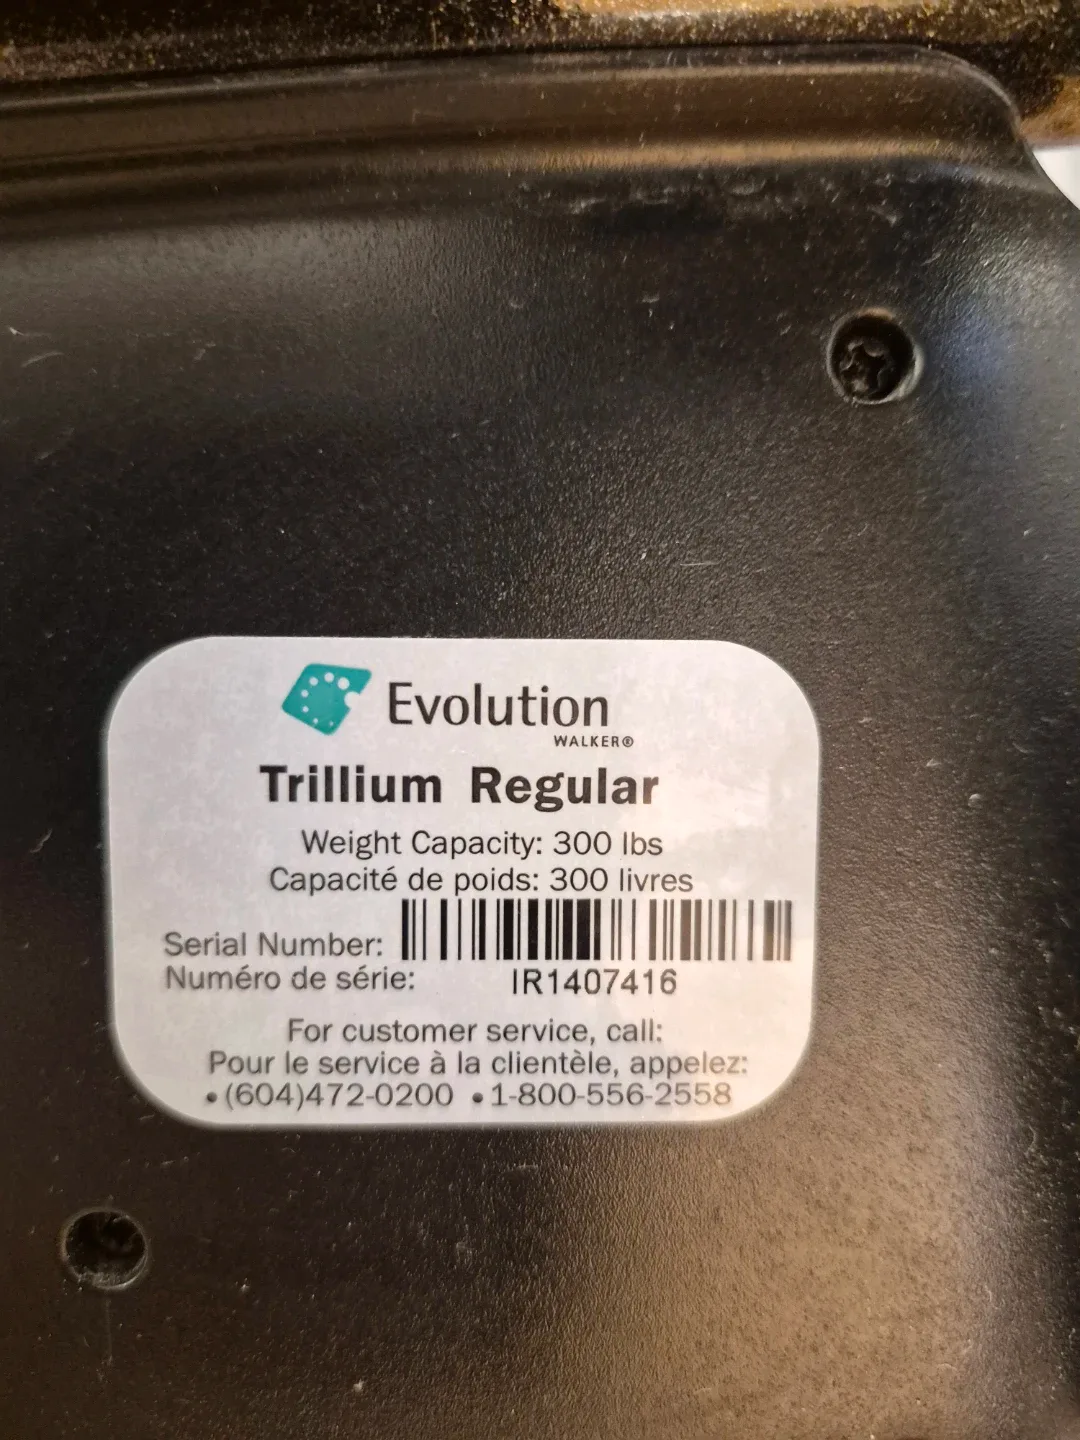 Evolution
WALKER®
Trillium Regular
Weight Capacity: 300 lbs
Capacité de poids: 300 livres
Serial Number:
Numéro de série: IR1407416
For customer service, call:
Pour le service à la clientèle, appelez:
•(604)472-0200 •1-800-556-2558